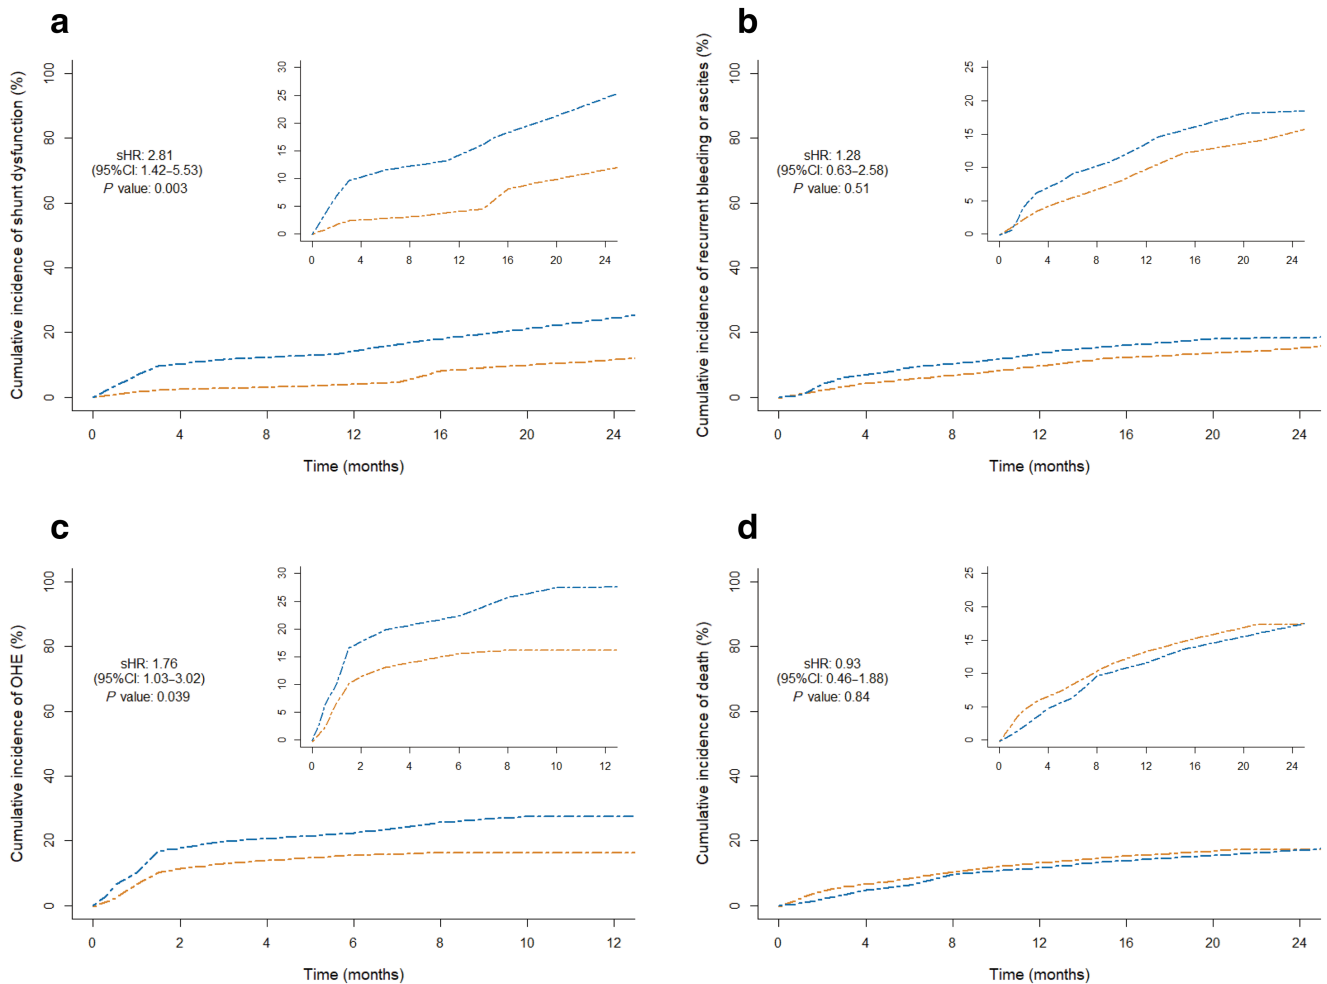 a
Cumulative incidence of shunt dysfunction (%)
100
80
60
40
20
0
sHR: 2.81
(95%CI: 1.42–5.53)
P value: 0.003
30
25
20
15
10
5
0
0 4 8 12 16 20 24
0 4 8 12 16 20 24
Time (months)
b
Cumulative incidence of recurrent bleeding or ascites (%)
100
80
60
40
20
0
sHR: 1.28
(95%CI: 0.63–2.58)
P value: 0.51
25
20
15
10
5
0
0 4 8 12 16 20 24
0 4 8 12 16 20 24
Time (months)
c
Cumulative incidence of OHE (%)
100
80
60
40
20
0
sHR: 1.76
(95%CI: 1.03–3.02)
P value: 0.039
30
25
20
15
10
5
0
0 2 4 6 8 10 12
0 2 4 6 8 10 12
Time (months)
d
Cumulative incidence of death (%)
100
80
60
40
20
0
sHR: 0.93
(95%CI: 0.46–1.88)
P value: 0.84
25
20
15
10
5
0
0 4 8 12 16 20 24
0 4 8 12 16 20 24
Time (months)